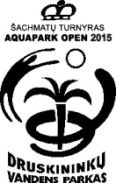 ŠACHMATŲ TURNYRAS
AQUAPARK OPEN 2015
DRUSKININKŲ
VANDENS PARKAS